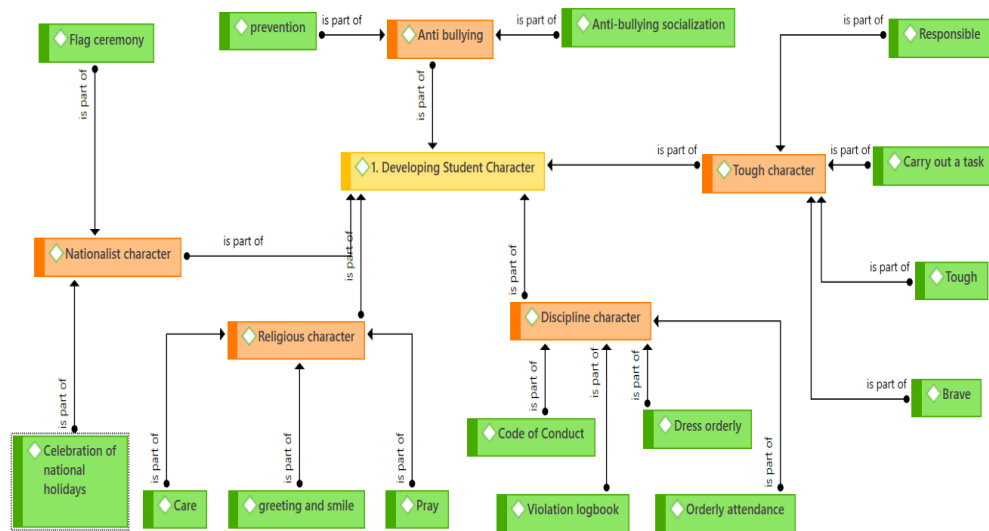 Flag ceremony
is part of
prevention
is part of
Anti bullying
is part of
Anti-bullying socialization
is part of
Responsible
is part of
is part of
1. Developing Student Character
is part of
Tough character
is part of
Carry out a task
Nationalist character
is part of
is part of
is part of
is part of
Tough
Religious character
Discipline character
is part of
is part of
is part of
is part of
Brave
is part of
Code of Conduct
Dress orderly
Celebration of
national
holidays
is part of
is part of
is part of
is part of
Care
greeting and smile
Pray
Violation logbook
Orderly attendance